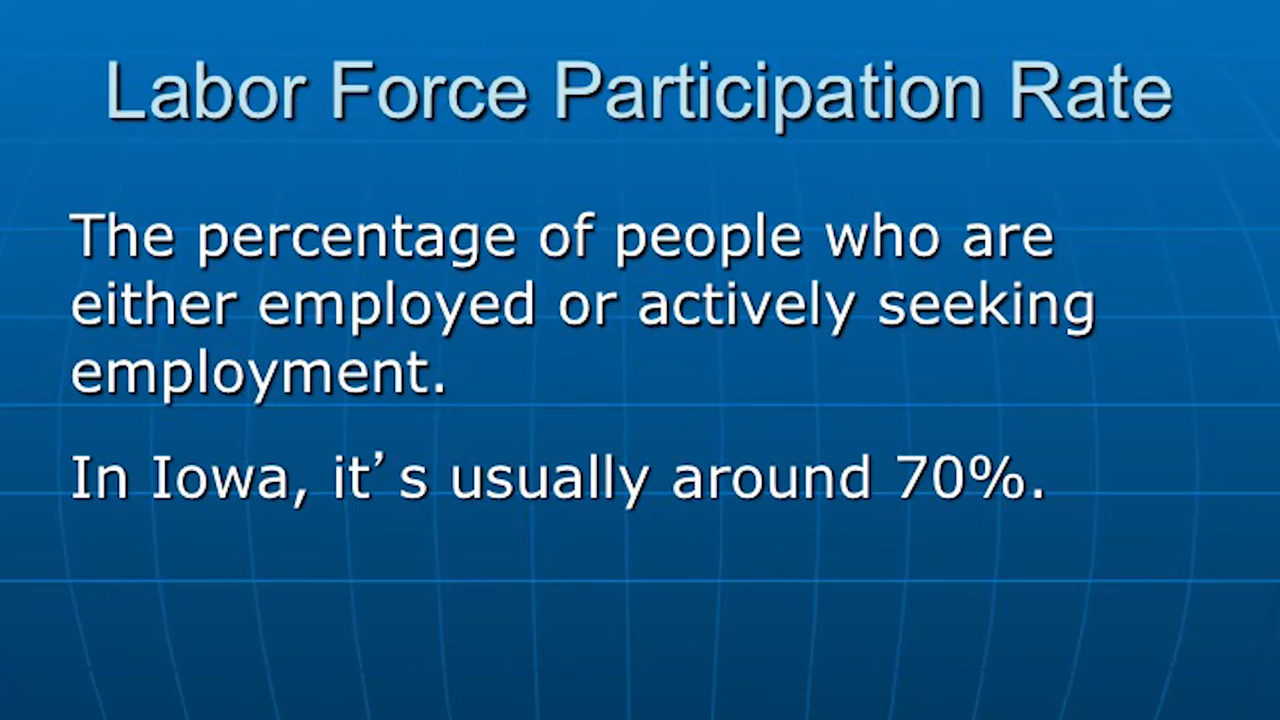 Labor Force Participation Rate
The percentage of people who are
either employed or actively seeking
employment.
In Iowa, it’s usually around 70%.